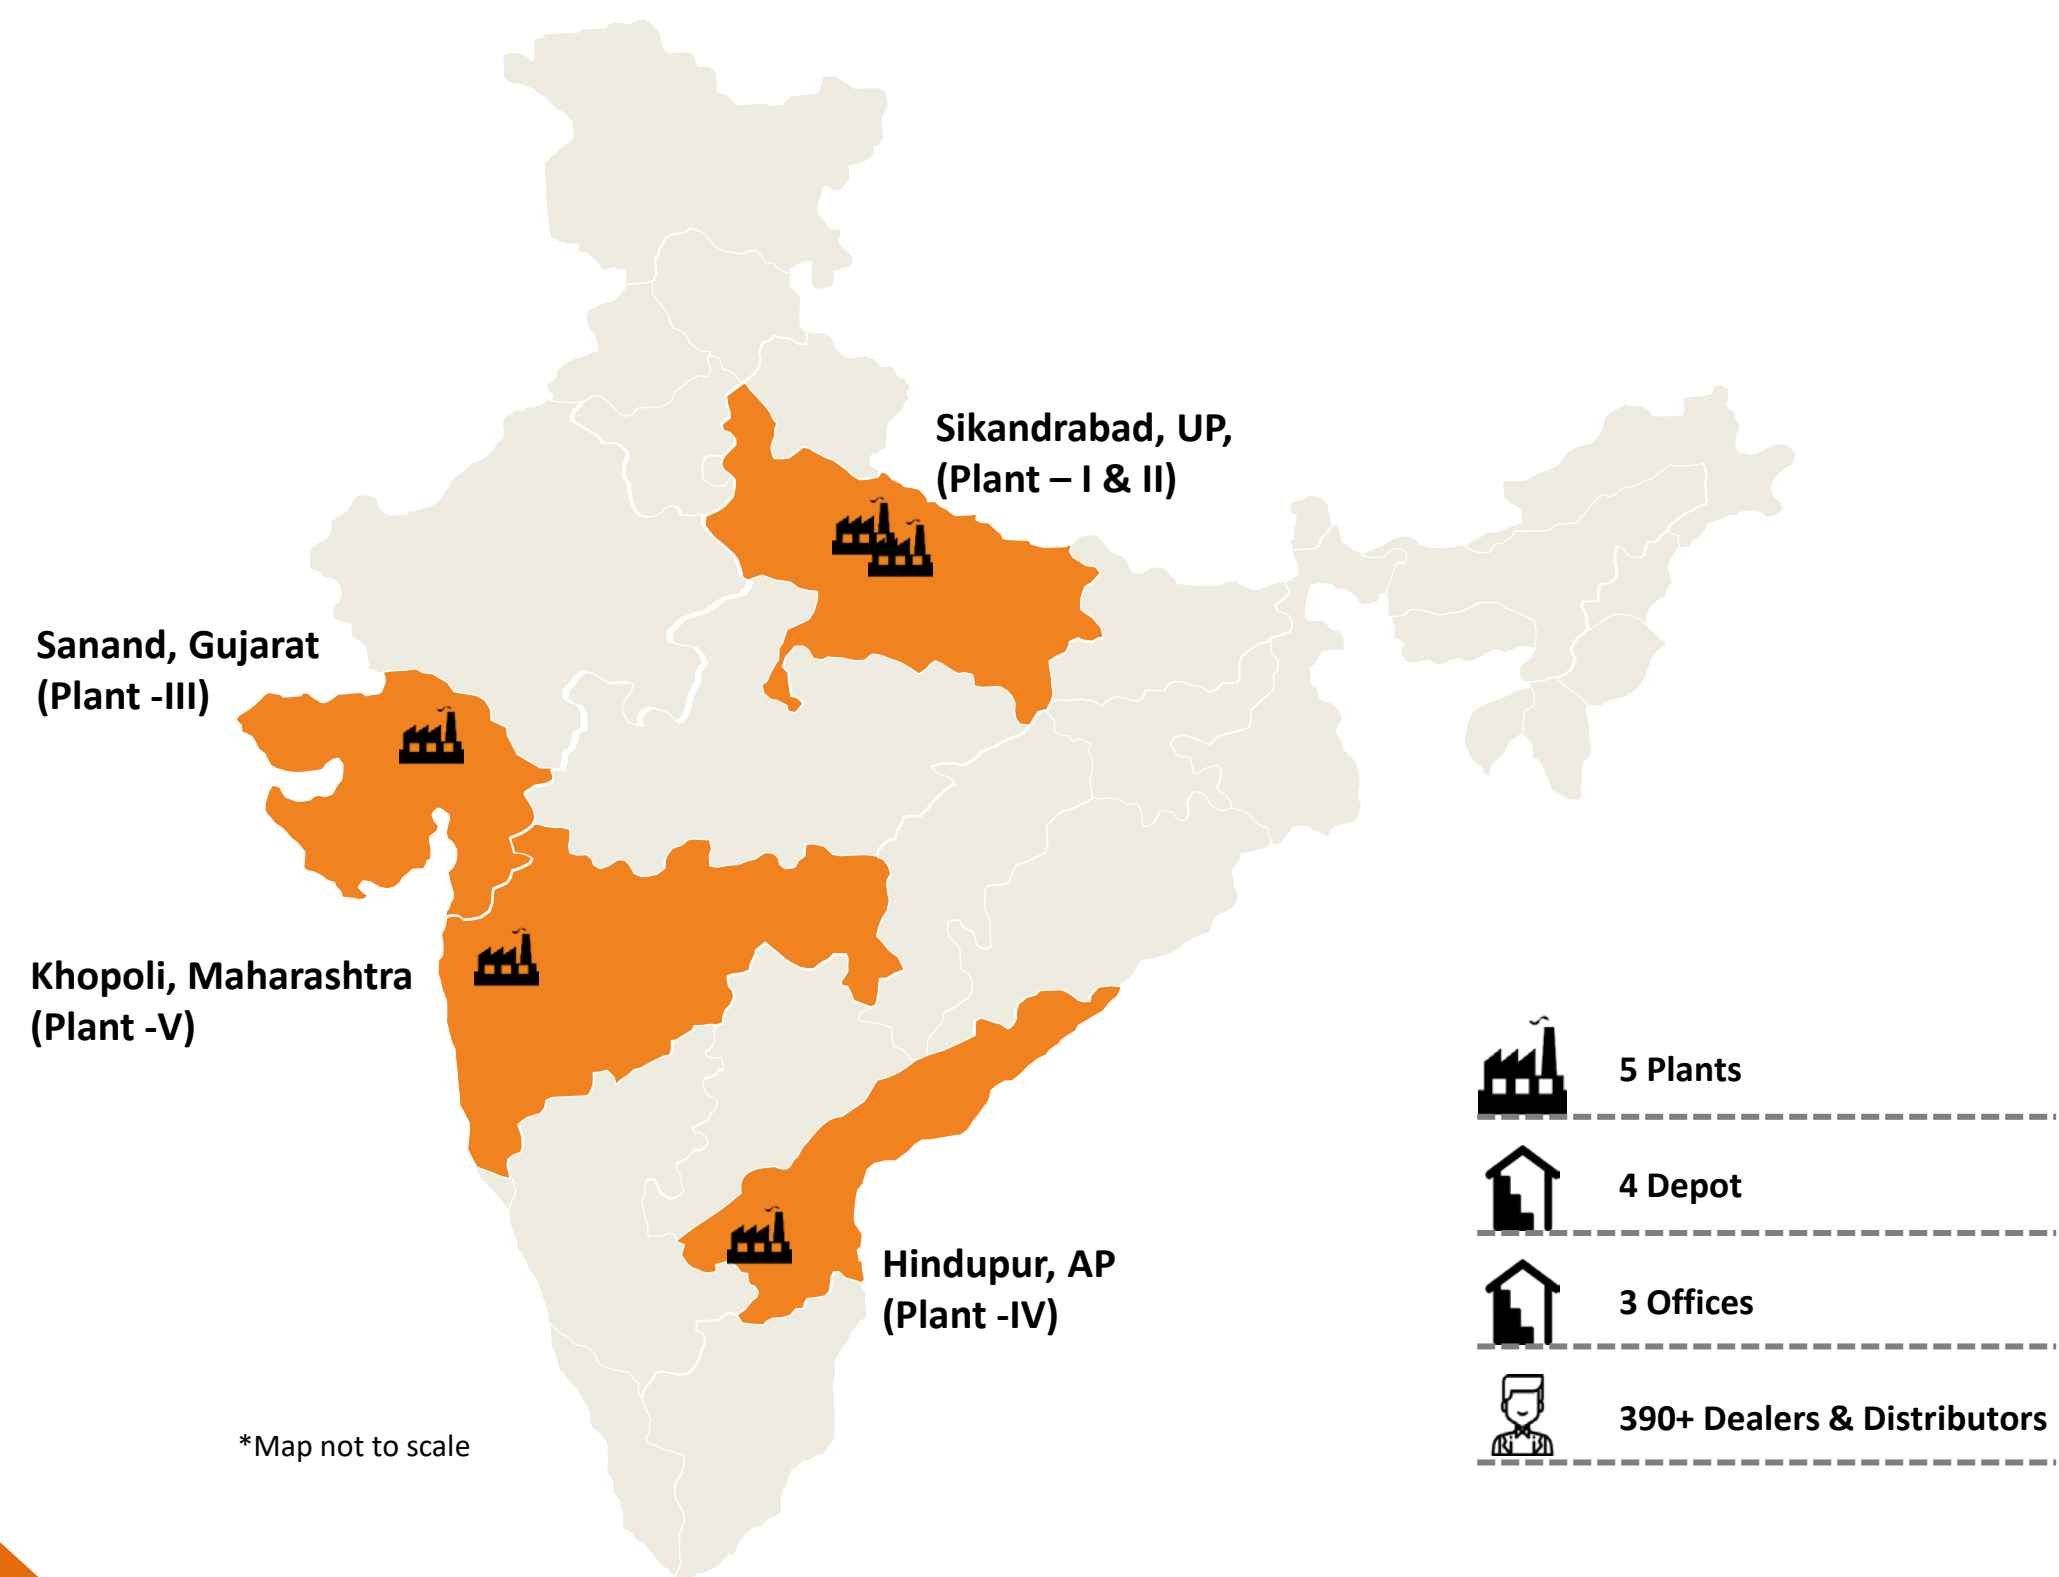 Sikandrabad, UP,
(Plant – I & II)
Sanand, Gujarat
(Plant -III)
Khopoli, Maharashtra
(Plant -V)
Hindupur, AP
(Plant -IV)
*Map not to scale
5 Plants
4 Depot
3 Offices
390+ Dealers & Distributors